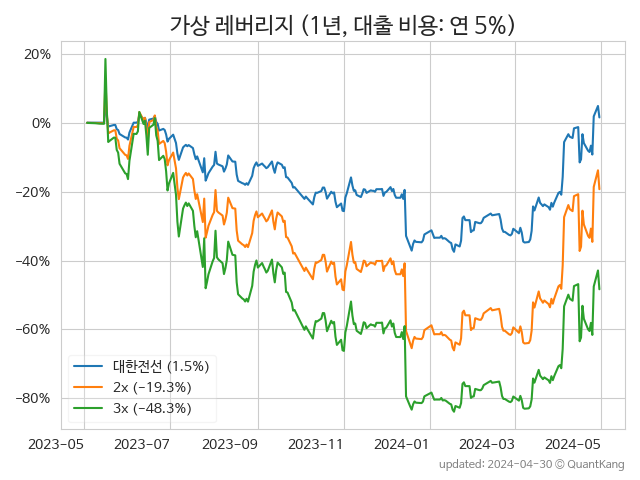 가상 레버리지 (1년, 대출 비용: 연 5%)
20%
0%
−20%
−40%
−60%
−80%
대한전선 (1.5%)
2x (−19.3%)
3x (−48.3%)
2023-05 2023-07 2023-09 2023-11 2024-01 2024-03 2024-05
updated: 2024-04-30 © QuantKang